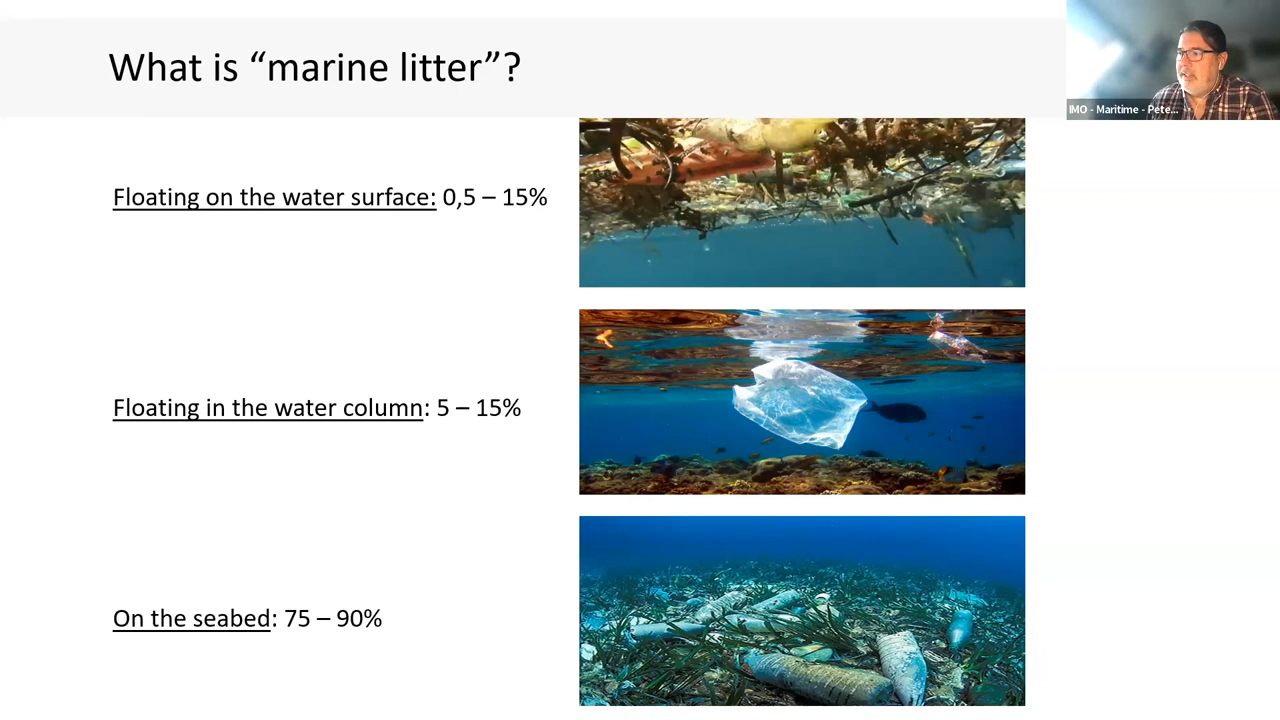 What is “marine litter”?
IMO - Maritime - Pete...
Floating on the water surface: 0,5 – 15%
Floating in the water column: 5 – 15%
On the seabed: 75 – 90%